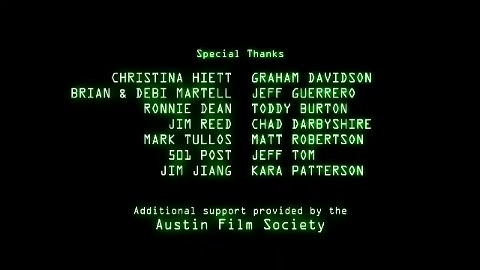 Special Thanks
CHRISTINA HIETT GRAHAM DAVIDSON
BRIAN & DEBI MARTELL JEFF GUERRERO
RONNIE DEAN TODDY BURTON
JIM REED CHAD DARBYSHIRE
MARK TULLOS MATT ROBERTSON
501 POST JEFF TOM
JIM JIANG KARA PATTERSON
Additional support provided by the
Austin Film Society